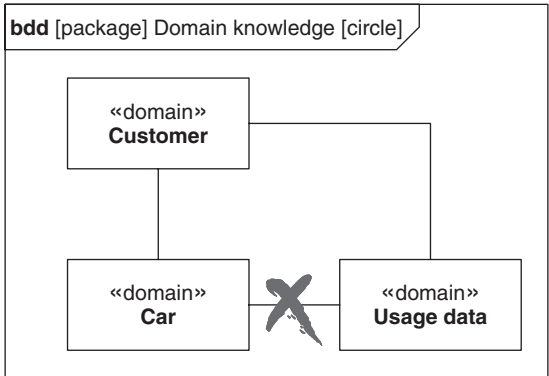 bdd [package] Domain knowledge [circle]
«domain»
Customer
«domain»
Car
«domain»
Usage data